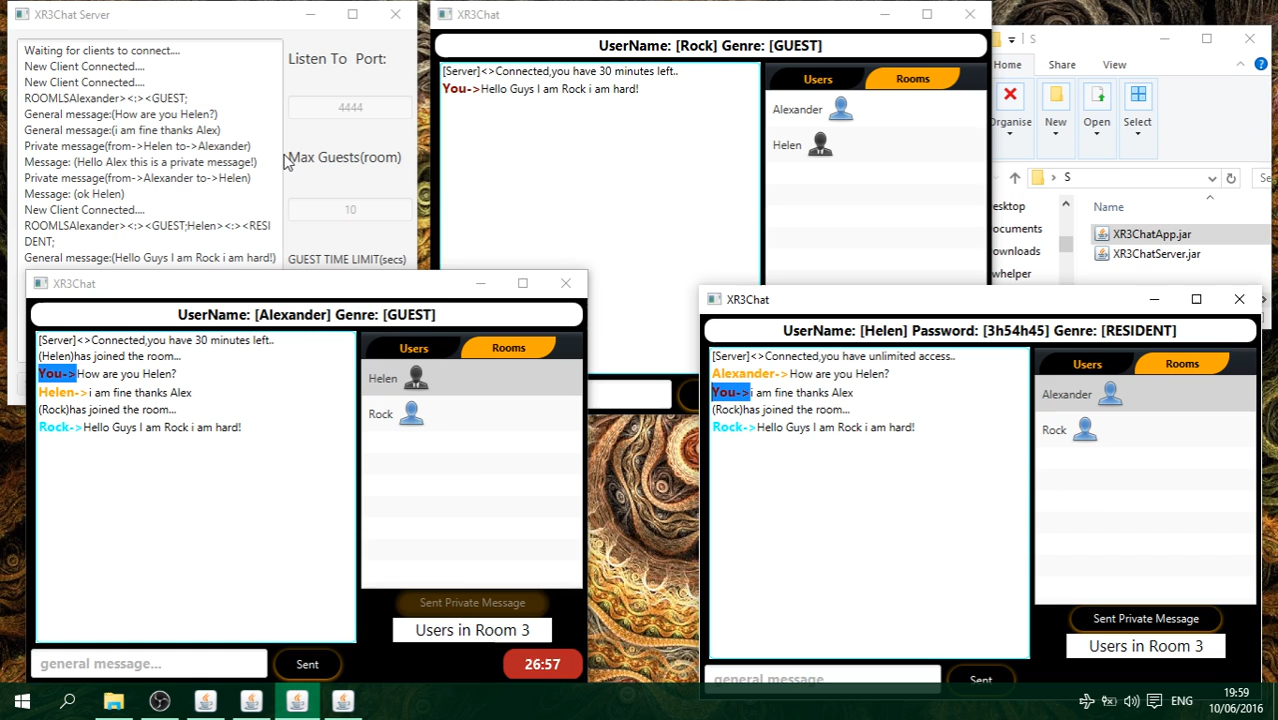 XR3Chat Server
Waiting for clients to connect....
New Client Connected....
New Client Connected....
ROOMLSAlexander><:><GUEST;
General message:(How are you Helen?)
General message:(i am fine thanks Alex)
Private message(from->Helen to->Alexander)
Message: (Hello Alex this is a private message!)
Private message(from->Alexander to->Helen)
Message: (ok Helen)
New Client Connected....
ROOMLSAlexander><:><GUEST;Helen><:><RESI
DENT;
General message:(Hello Guys I am Rock i am hard!)
Listen To Port:
4444
Max Guests(room)
10
GUEST TIME LIMIT(secs)
XR3Chat
UserName: [Rock] Genre: [GUEST]
[Server]<>Connected,you have 30 minutes left..
You->Hello Guys I am Rock i am hard!
Users
Rooms
Alexander
Helen
S
Home
Share
View
Organise
New
Open
Select
S
Se
esktop
ocuments
ownloads
whelper
Name
XR3ChatApp.jar
XR3ChatServer.jar
XR3Chat
UserName: [Alexander] Genre: [GUEST]
[Server]<>Connected,you have 30 minutes left..
(Helen)has joined the room...
You->How are you Helen?
Helen->i am fine thanks Alex
(Rock)has joined the room...
Rock->Hello Guys I am Rock i am hard!
Users
Rooms
Helen
Rock
Sent Private Message
Users in Room 3
general message...
Sent
26:57
XR3Chat
UserName: [Helen] Password: [3h54h45] Genre: [RESIDENT]
[Server]<>Connected,you have unlimited access..
Alexander->How are you Helen?
You->i am fine thanks Alex
(Rock)has joined the room...
Rock->Hello Guys I am Rock i am hard!
Users
Rooms
Alexander
Rock
Sent Private Message
Users in Room 3
general message
Sent
ENG
19:59
10/06/2016